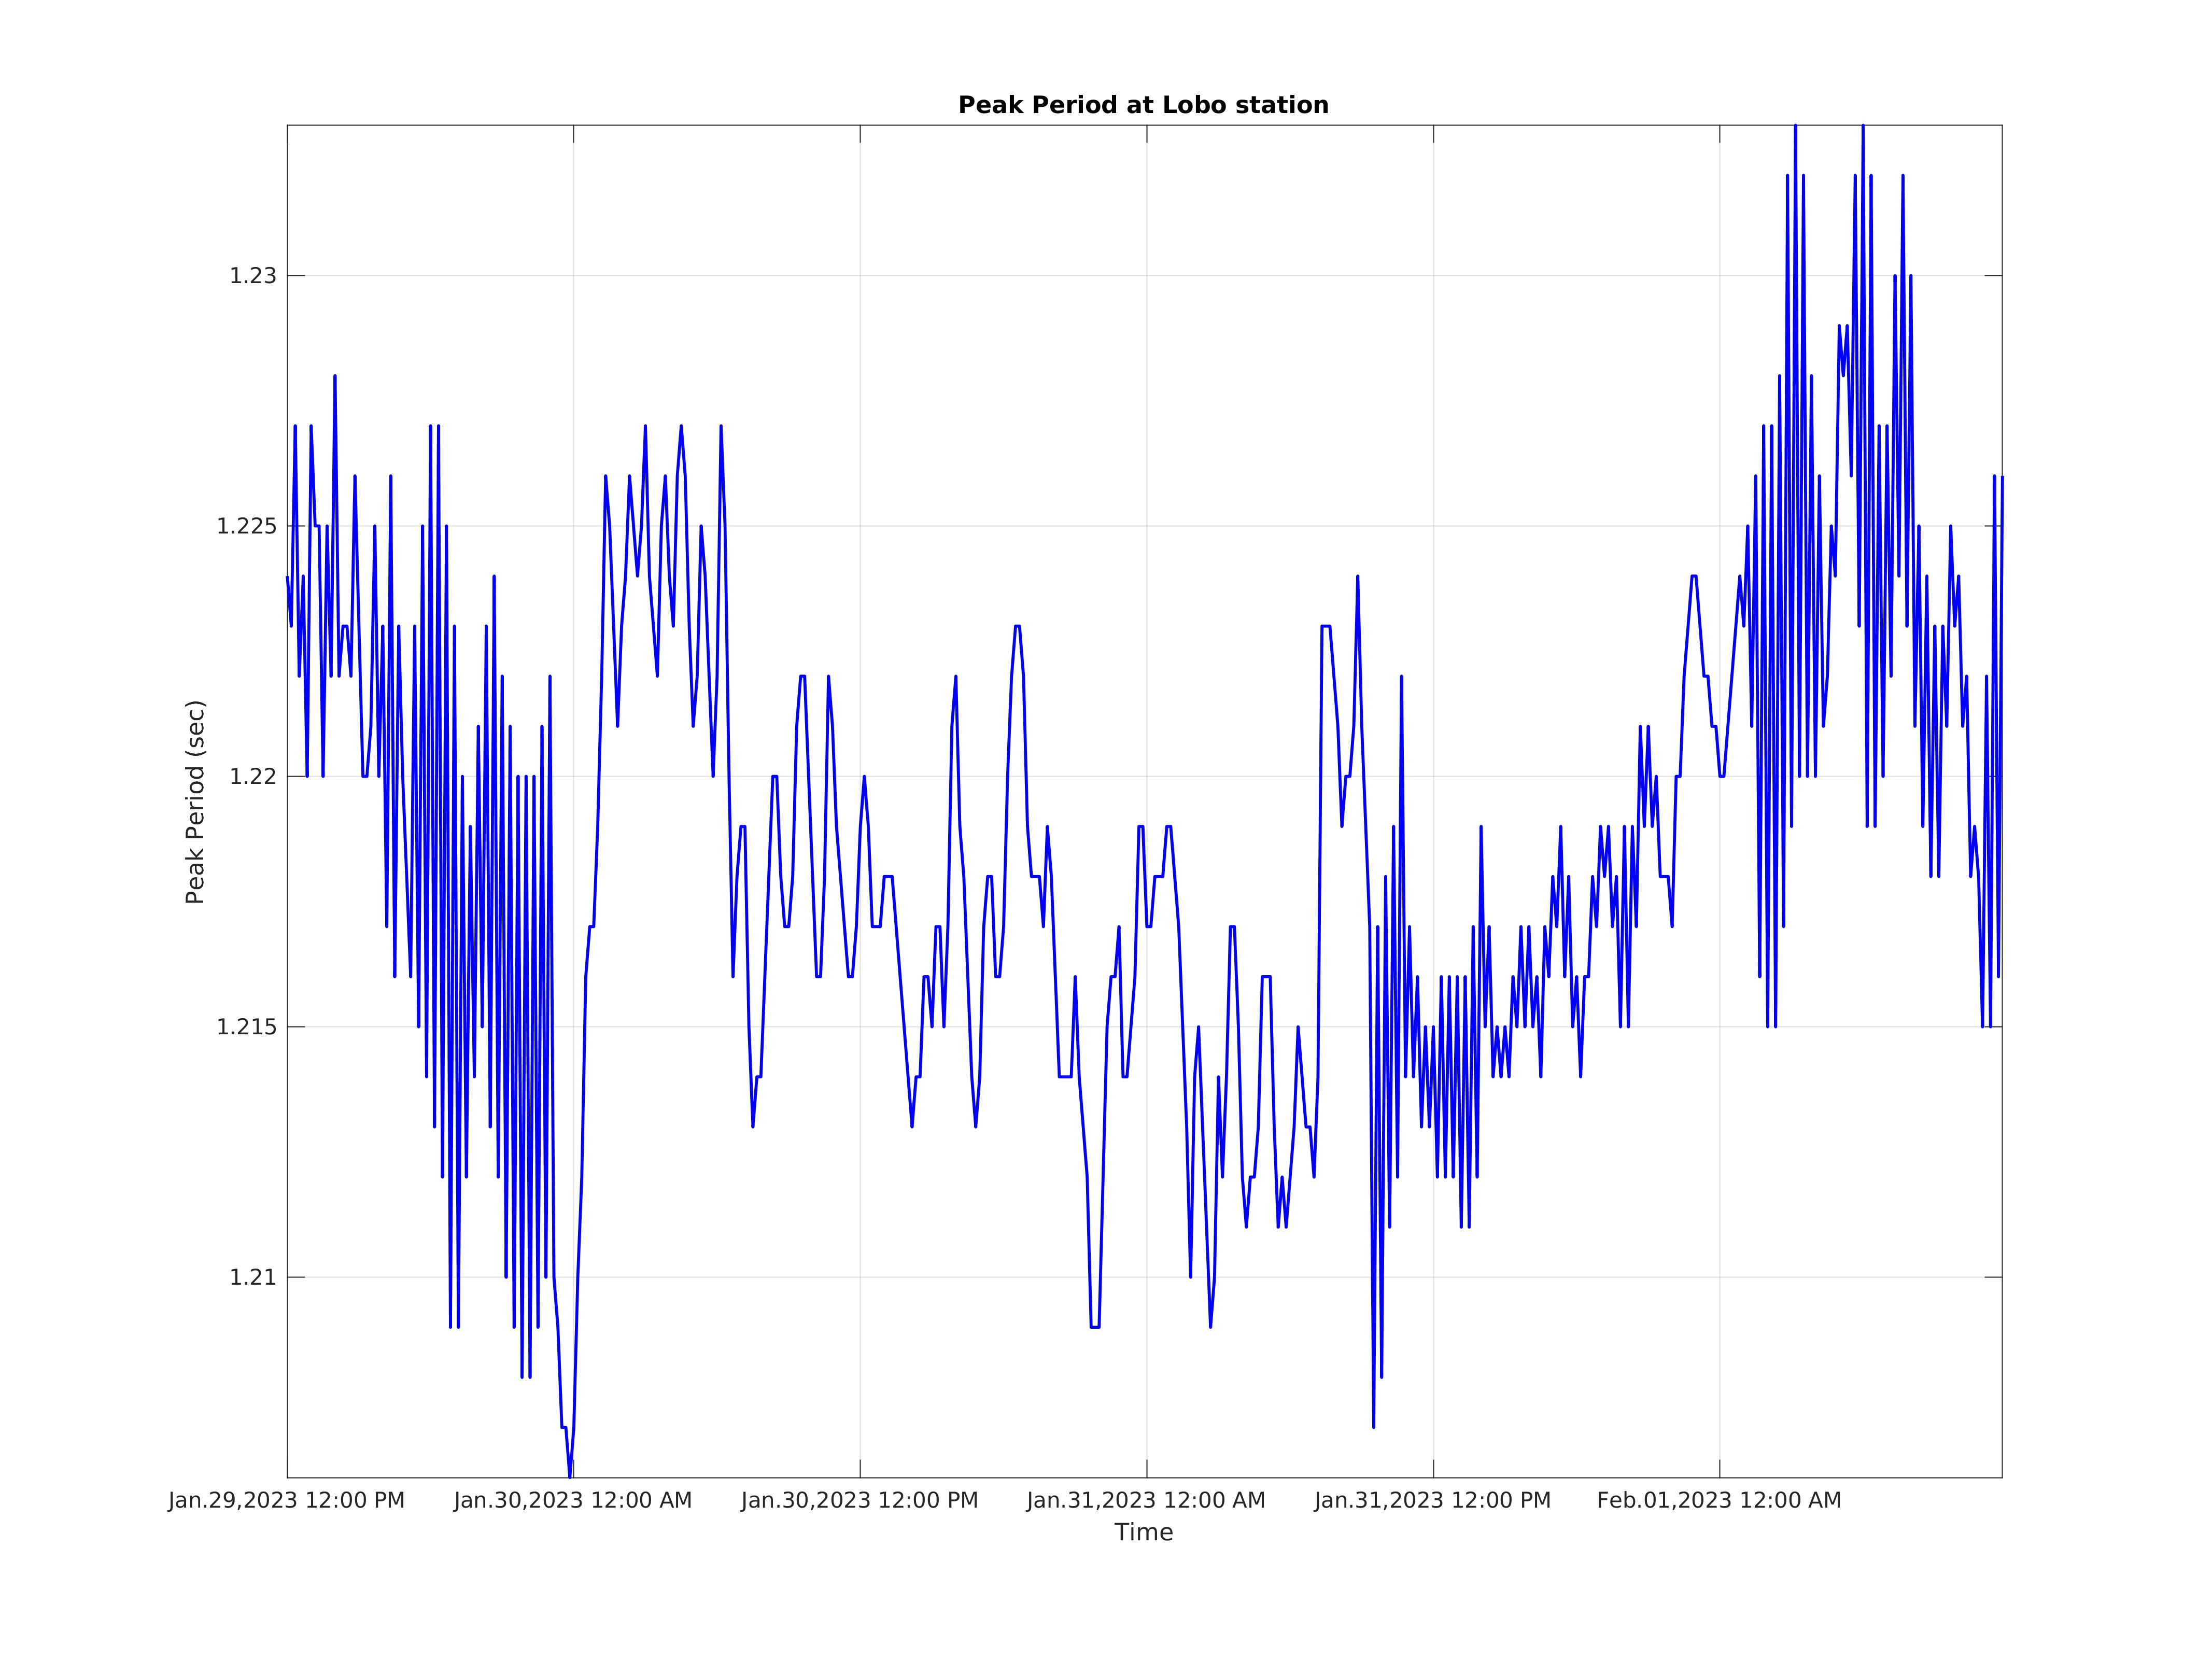 Peak Period at Lobo station
Peak Period (sec)
1.23
1.225
1.22
1.215
1.21
Jan.29,2023 12:00 PM
Jan.30,2023 12:00 AM
Jan.30,2023 12:00 PM
Jan.31,2023 12:00 AM
Jan.31,2023 12:00 PM
Feb.01,2023 12:00 AM
Time